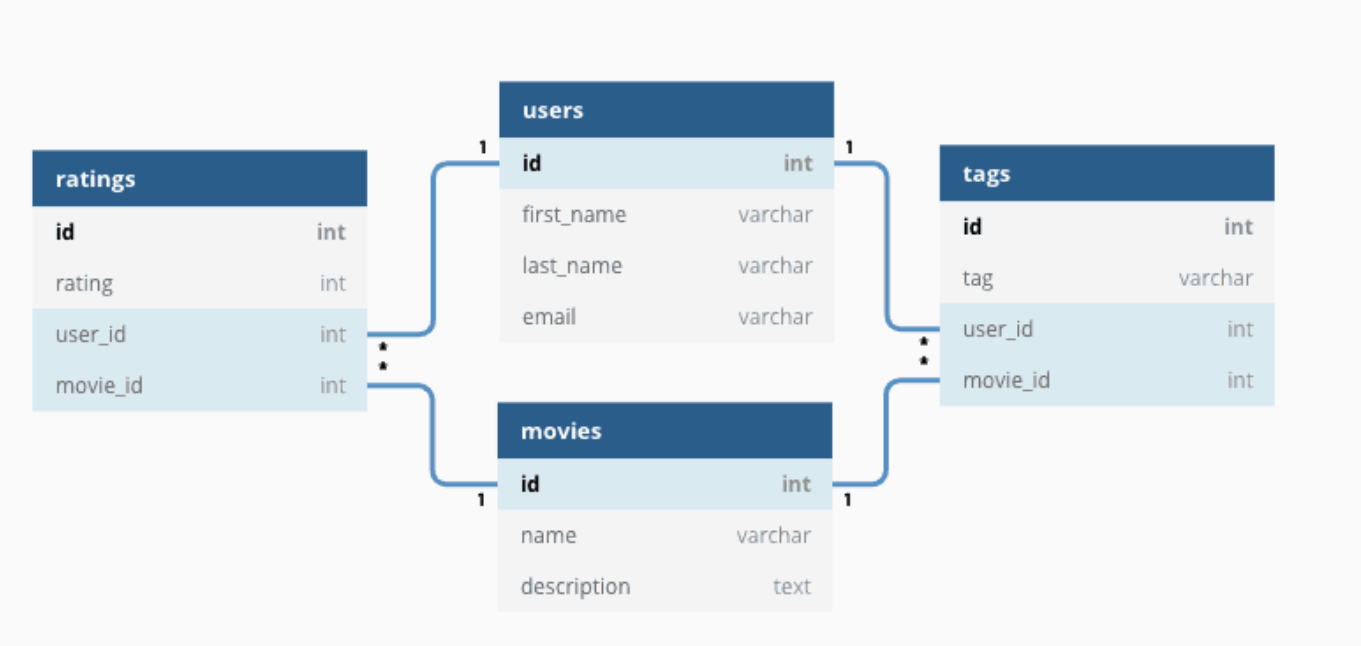 users
1
id int
first_name varchar
last_name varchar
email varchar
1
ratings
id int
rating int
user_id int
movie_id int
*
*
tags
id int
tag varchar
user_id int
movie_id int
*
*
movies
1
id int
name varchar
description text
1